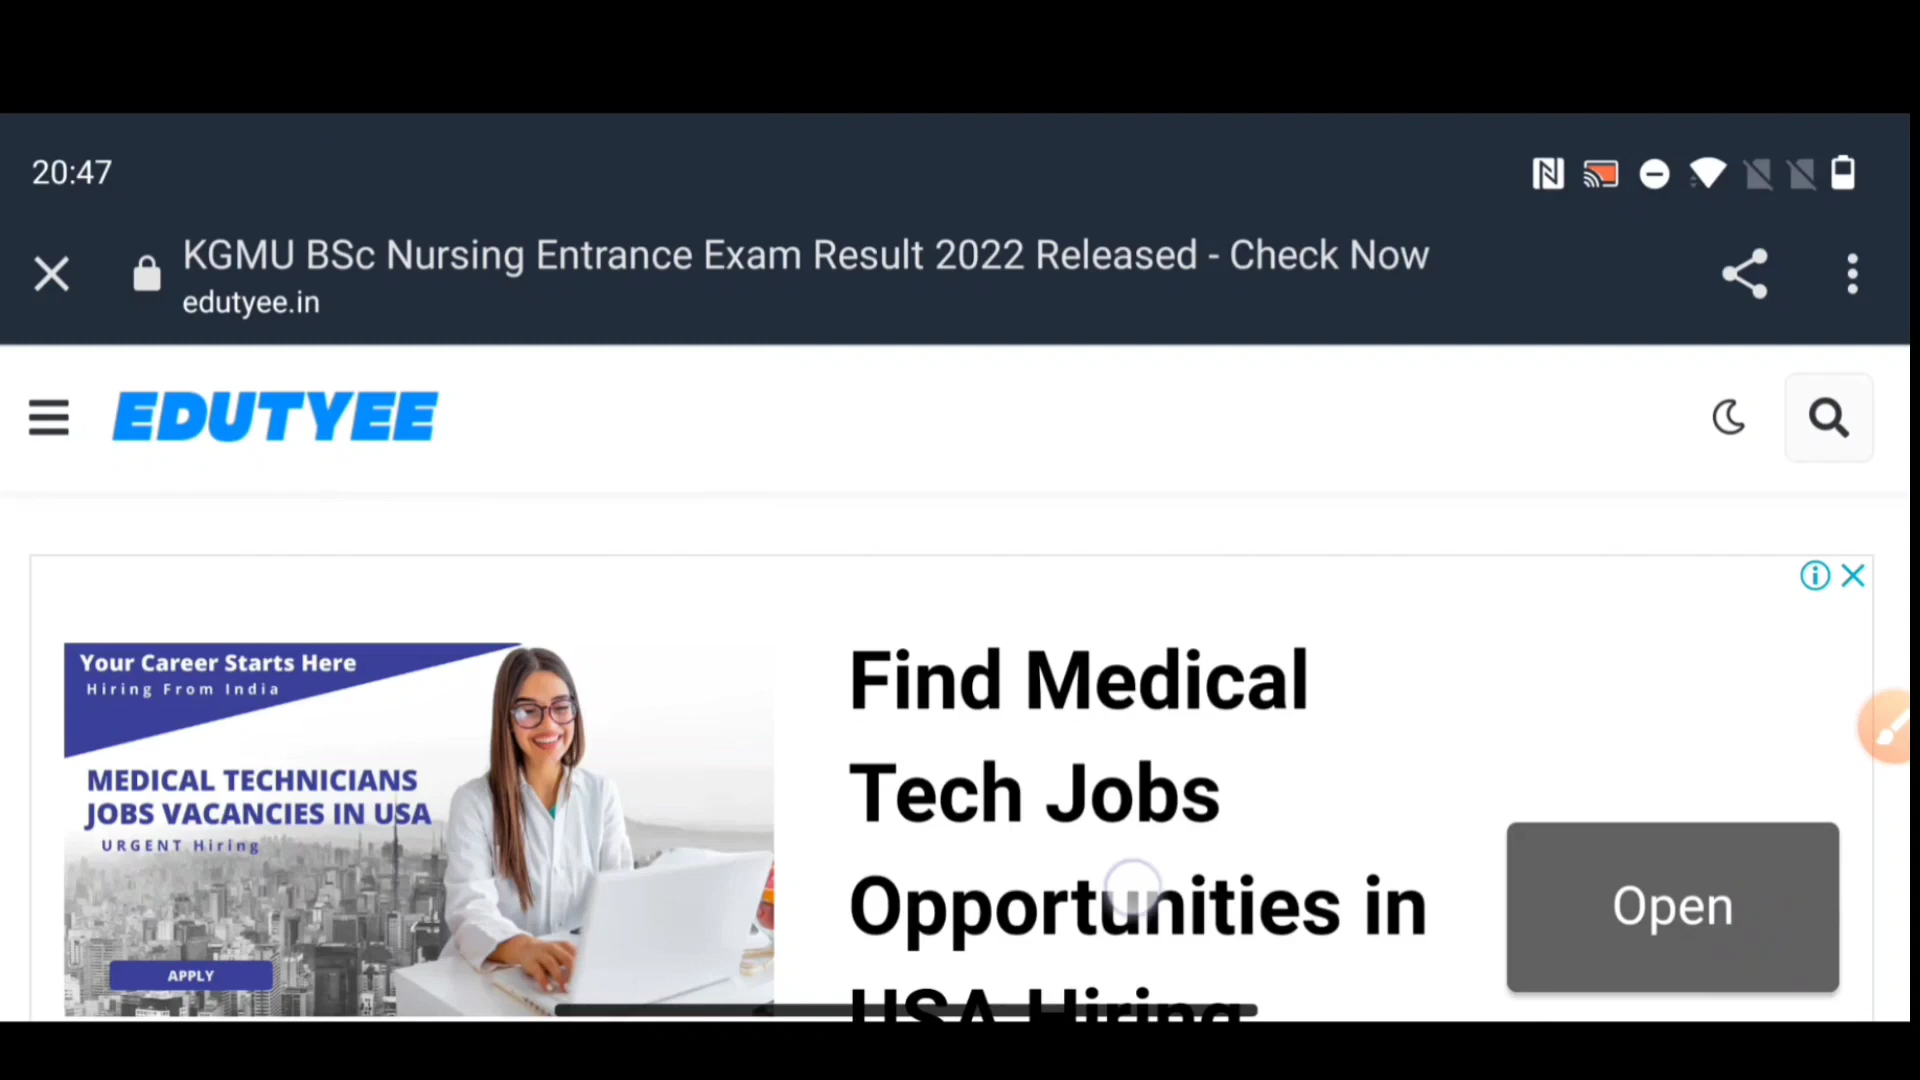 20:47
KGMU BSc Nursing Entrance Exam Result 2022 Released - Check Now
edutyee.in
EDUTYEE
Your Career Starts Here
Hiring From India
MEDICAL TECHNICIANS
JOBS VACANCIES IN USA
URGENT Hiring
APPLY
Find Medical
Tech Jobs
Opportunities in
USA Hiring
Open